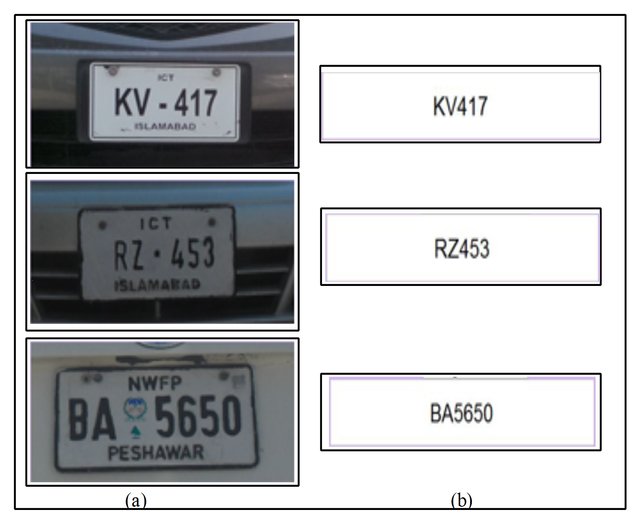 ICT
KV - 417
ISLAMABAD
KV417
ICT
RZ · 453
ISLAMABAD
RZ453
NWFP
BA 5650
PESHAWAR
BA5650
(a) (b)